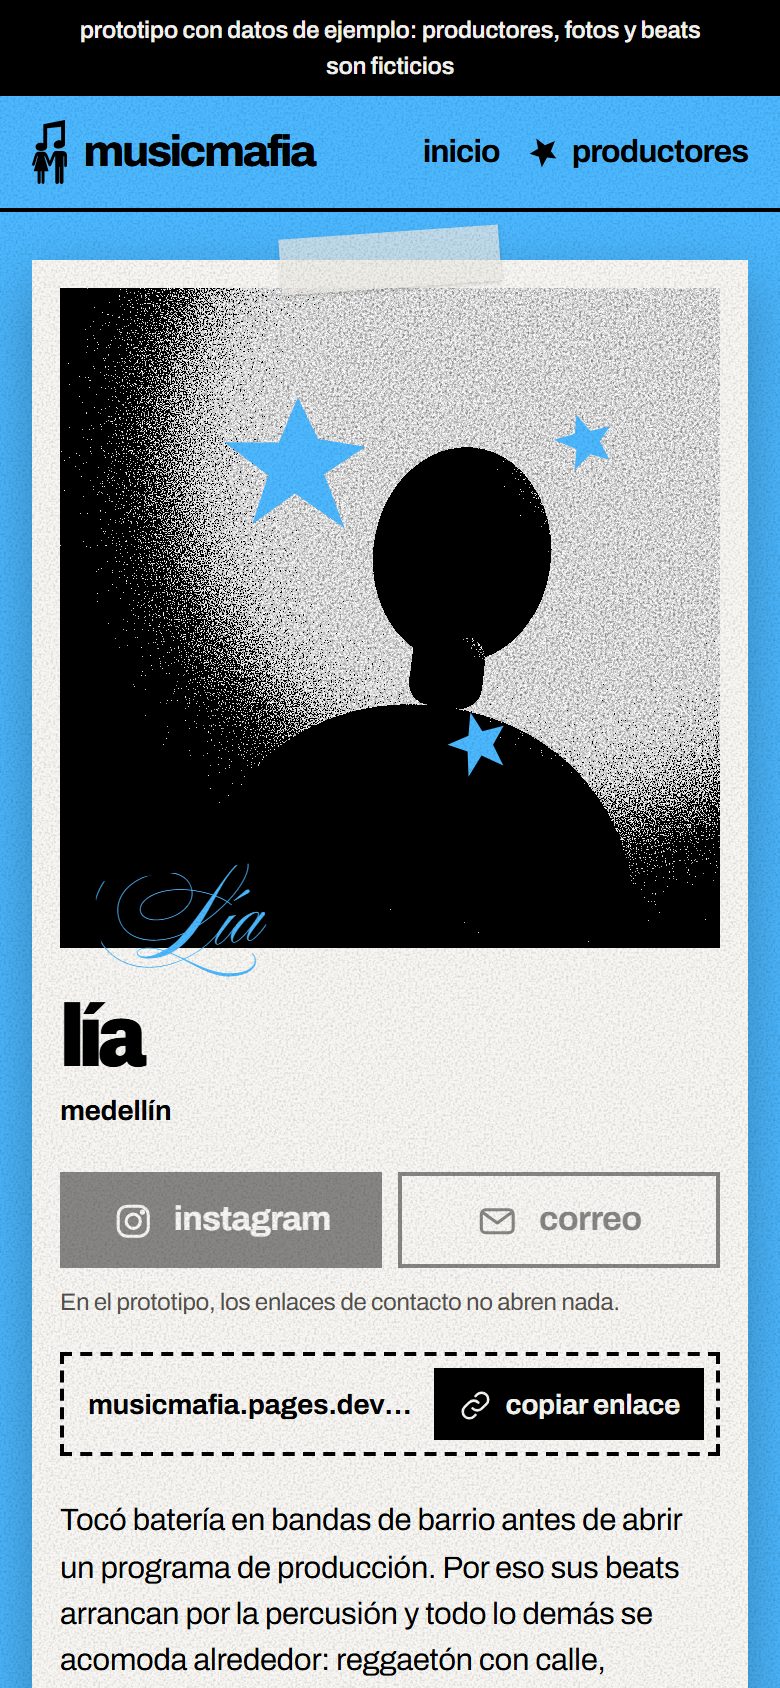 prototipo con datos de ejemplo: productores, fotos y beats
son ficticios
musicmafia
inicio
productores
Lía
lía
medellín
instagram
correo
En el prototipo, los enlaces de contacto no abren nada.
musicmafia.pages.dev...
copiar enlace
Tocó batería en bandas de barrio antes de abrir
un programa de producción. Por eso sus beats
arrancan por la percusión y todo lo demás se
acomoda alrededor: reggaetón con calle,